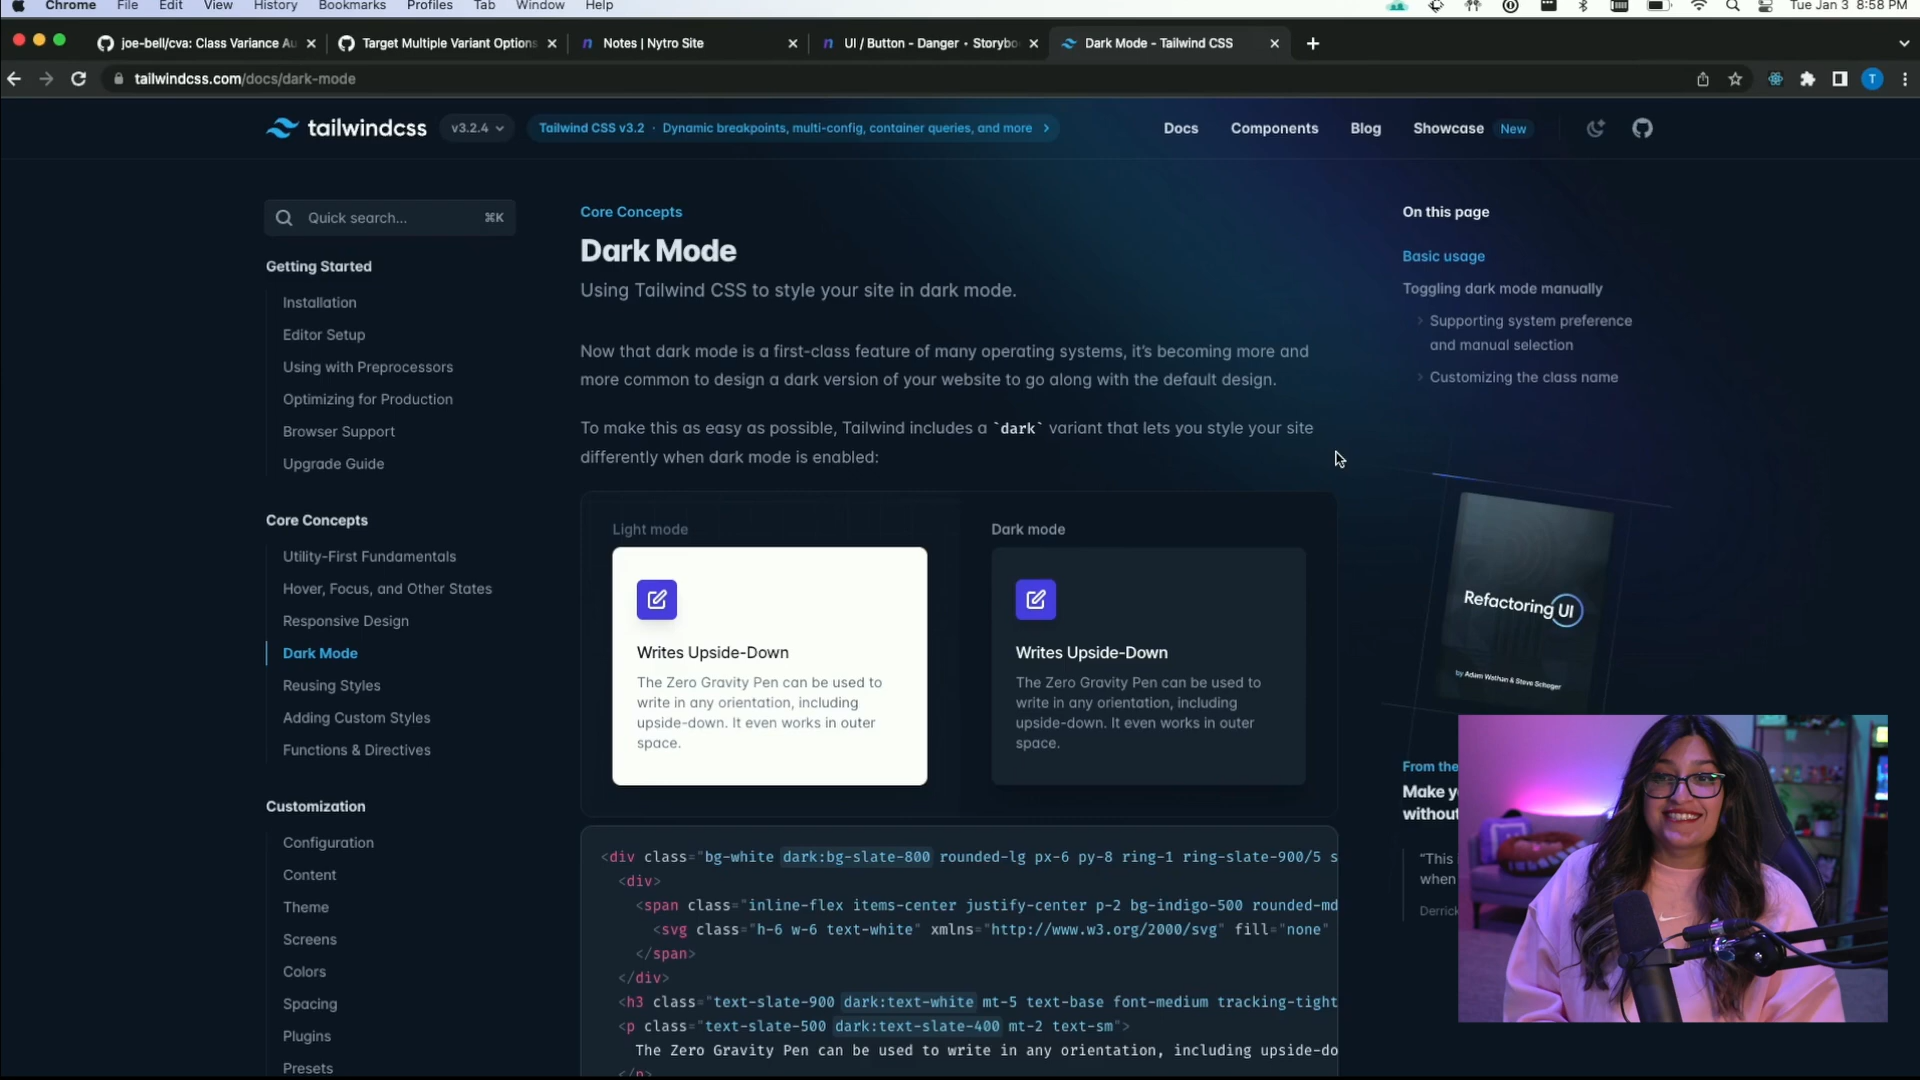 Chrome File Edit View History Bookmarks Profiles Tab Window Help
Tue Jan 3 8:58 PM
joe-bell/cva: Class Variance Au
Target Multiple Variant Options
Notes | Nytro Site
UI / Button - Danger • Storybo
Dark Mode - Tailwind CSS
tailwindcss.com/docs/dark-mode
T
tailwindcss
v3.2.4
Tailwind CSS v3.2 · Dynamic breakpoints, multi-config, container queries, and more
Docs
Components
Blog
Showcase New
Quick search... ⌘K
Getting Started
Installation
Editor Setup
Using with Preprocessors
Optimizing for Production
Browser Support
Upgrade Guide
Core Concepts
Utility-First Fundamentals
Hover, Focus, and Other States
Responsive Design
Dark Mode
Reusing Styles
Adding Custom Styles
Functions & Directives
Customization
Configuration
Content
Theme
Screens
Colors
Spacing
Plugins
Presets
Core Concepts
Dark Mode
Using Tailwind CSS to style your site in dark mode.
Now that dark mode is a first-class feature of many operating systems, it's becoming more and
more common to design a dark version of your website to go along with the default design.
To make this as easy as possible, Tailwind includes a `dark` variant that lets you style your site
differently when dark mode is enabled:
Light mode
Writes Upside-Down
The Zero Gravity Pen can be used to
write in any orientation, including
upside-down. It even works in outer
space.
Dark mode
Writes Upside-Down
The Zero Gravity Pen can be used to
write in any orientation, including
upside-down. It even works in outer
space.
<div class="bg-white dark:bg-slate-800 rounded-lg px-6 py-8 ring-1 ring-slate-900/5 s
<div>
<span class="inline-flex items-center justify-center p-2 bg-indigo-500 rounded-md
<svg class="h-6 w-6 text-white" xmlns="http://www.w3.org/2000/svg" fill="none"
</span>
</div>
<h3 class="text-slate-900 dark:text-white mt-5 text-base font-medium tracking-tight
<p class="text-slate-500 dark:text-slate-400 mt-2 text-sm">
The Zero Gravity Pen can be used to write in any orientation, including upside-do
</p>
On this page
Basic usage
Toggling dark mode manually
Supporting system preference
and manual selection
Customizing the class name
Refactoring UI
by Adam Wathan & Steve Schoger
From the
Make y
without
“This
when
Derrick